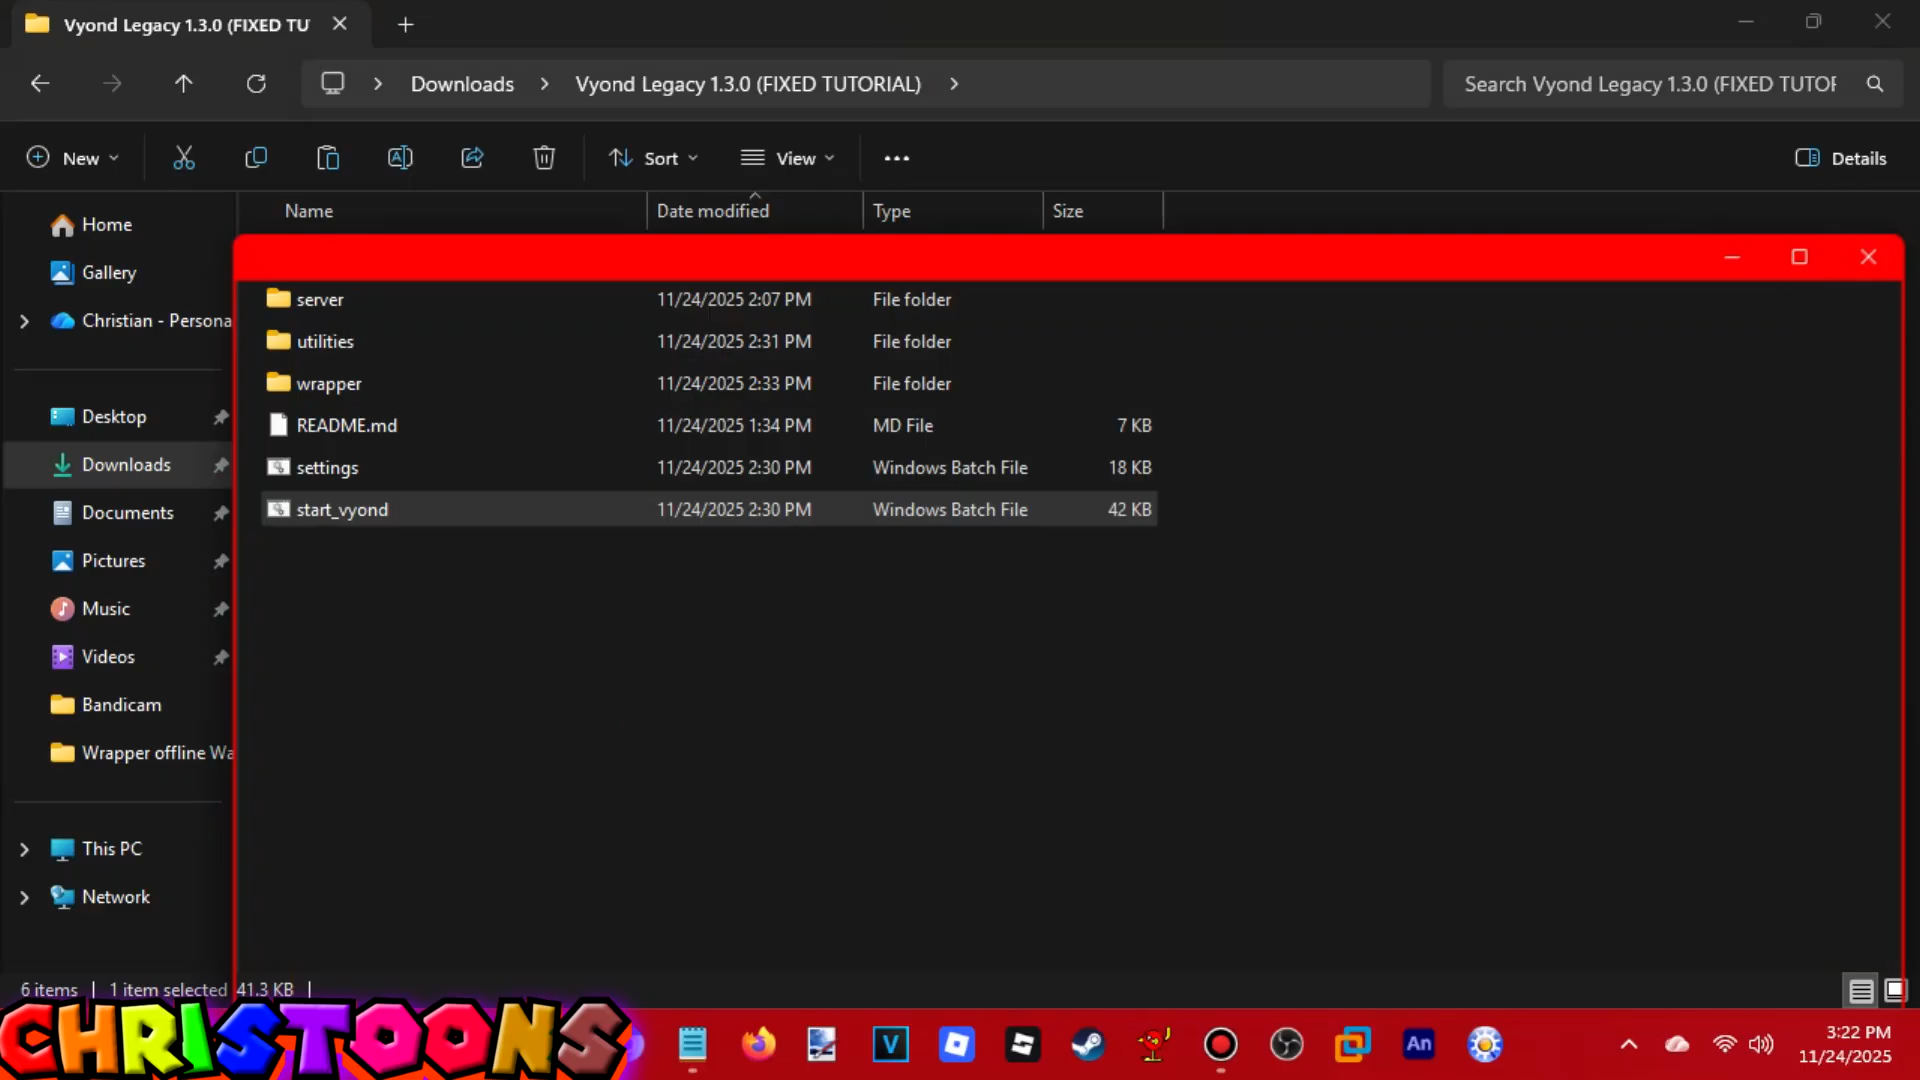 Vyond Legacy 1.3.0 (FIXED TU
Downloads
Vyond Legacy 1.3.0 (FIXED TUTORIAL)
Search Vyond Legacy 1.3.0 (FIXED TUTOF
New
Sort
View
Details
Name
Date modified
Type
Size
Home
Gallery
Christian - Persona
Desktop
Downloads
Documents
Pictures
Music
Videos
Bandicam
Wrapper offline Wa
This PC
Network
server 11/24/2025 2:07 PM File folder
utilities 11/24/2025 2:31 PM File folder
wrapper 11/24/2025 2:33 PM File folder
README.md 11/24/2025 1:34 PM MD File 7 KB
settings 11/24/2025 2:30 PM Windows Batch File 18 KB
start_vyond 11/24/2025 2:30 PM Windows Batch File 42 KB
6 items
1 item selected 41.3 KB
CHRISTOONS
V
An
3:22 PM
11/24/2025